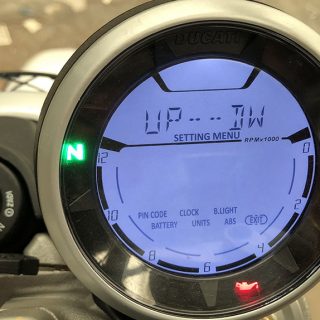 DUCATI
UP---DW
SETTING MENU
RPMx1000
N
12 0
10 2
8 6 4
PIN CODE CLOCK B.LIGHT
BATTERY UNITS ABS EXIT